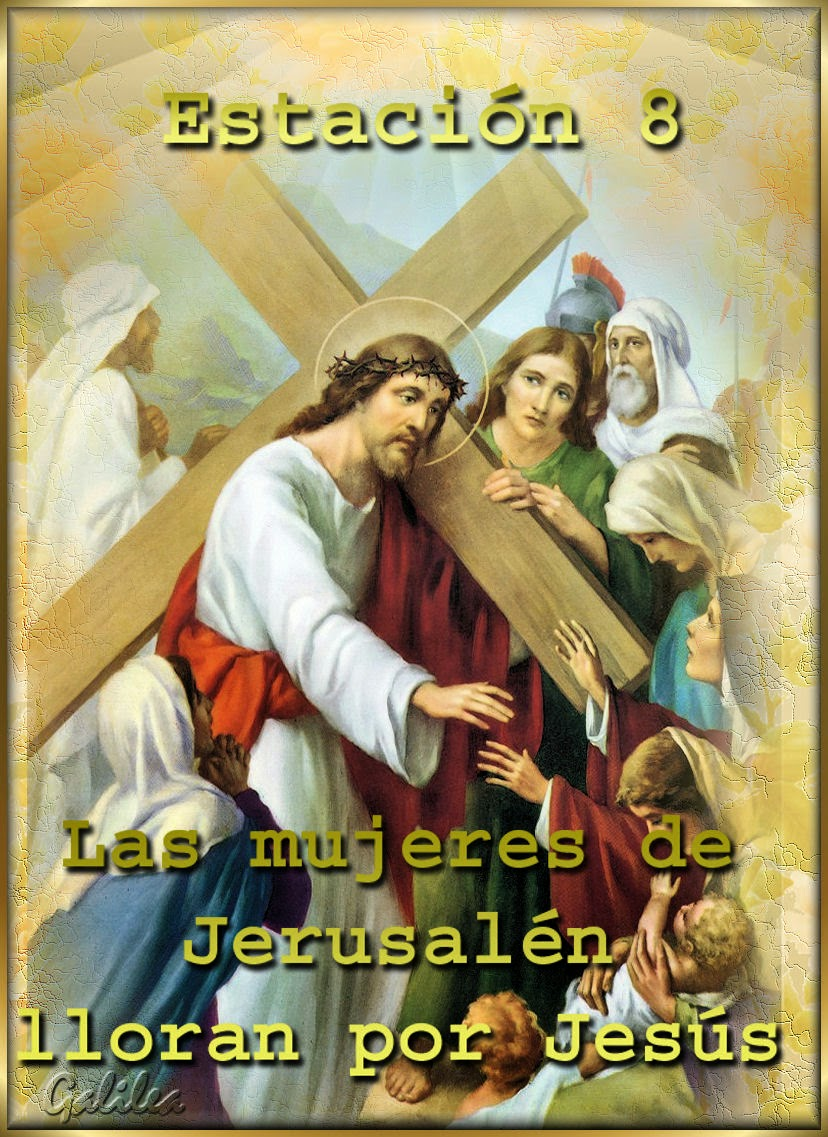 Estación 8
Las mujeres de
Jerusalén
lloran por Jesús
Galilea